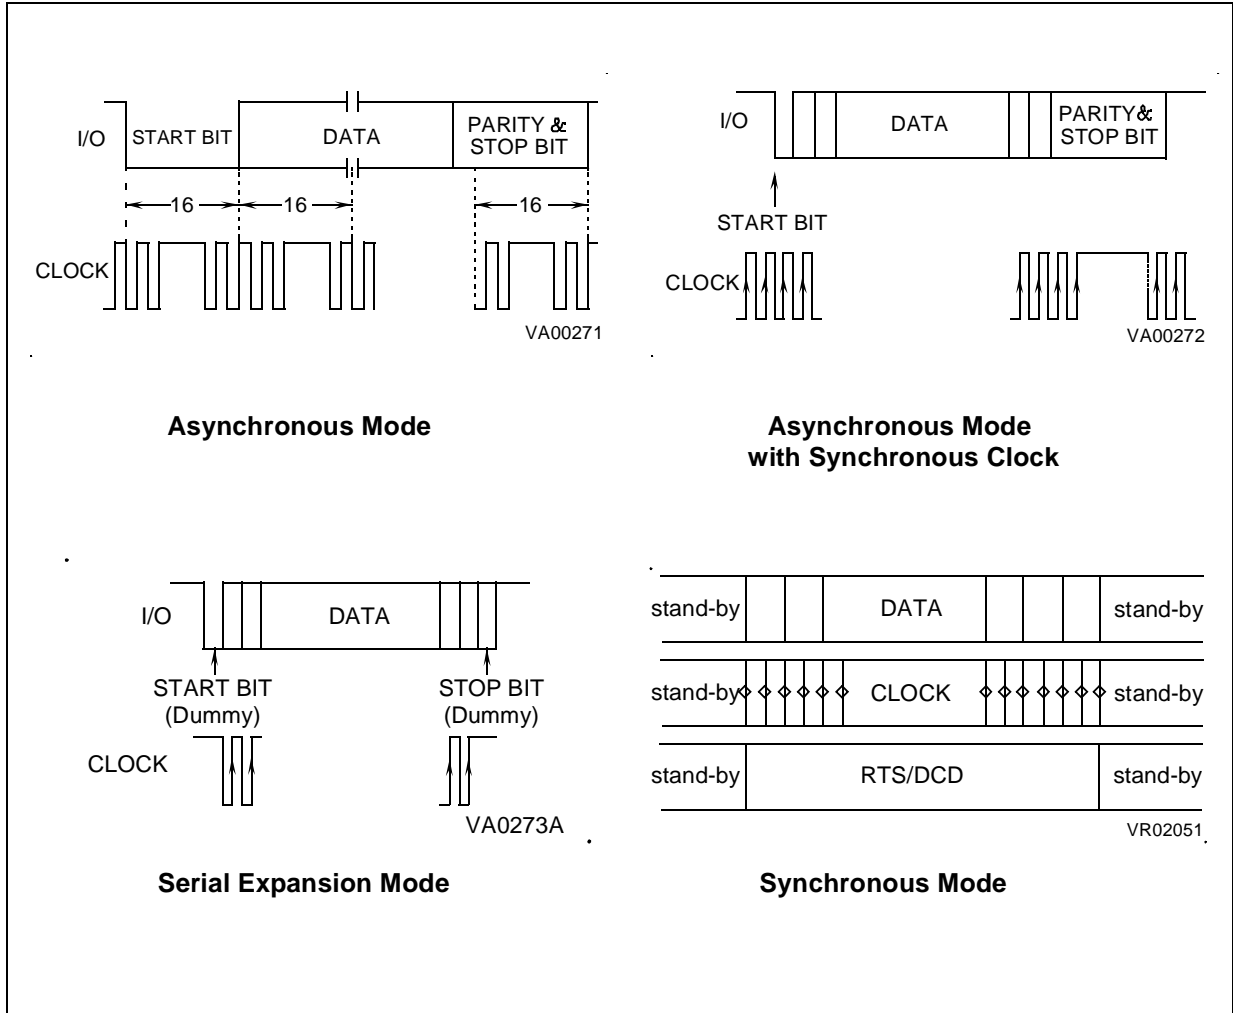 I/O
START BIT
DATA
PARITY &
STOP BIT
16
16
16
CLOCK
VA00271
Asynchronous Mode
I/O
DATA
PARITY&
STOP BIT
START BIT
CLOCK
VA00272
Asynchronous Mode
with Synchronous Clock
I/O
DATA
START BIT
(Dummy)
STOP BIT
(Dummy)
CLOCK
VA0273A
Serial Expansion Mode
stand-by
DATA
stand-by
stand-by
CLOCK
stand-by
stand-by
RTS/DCD
stand-by
VR02051
Synchronous Mode